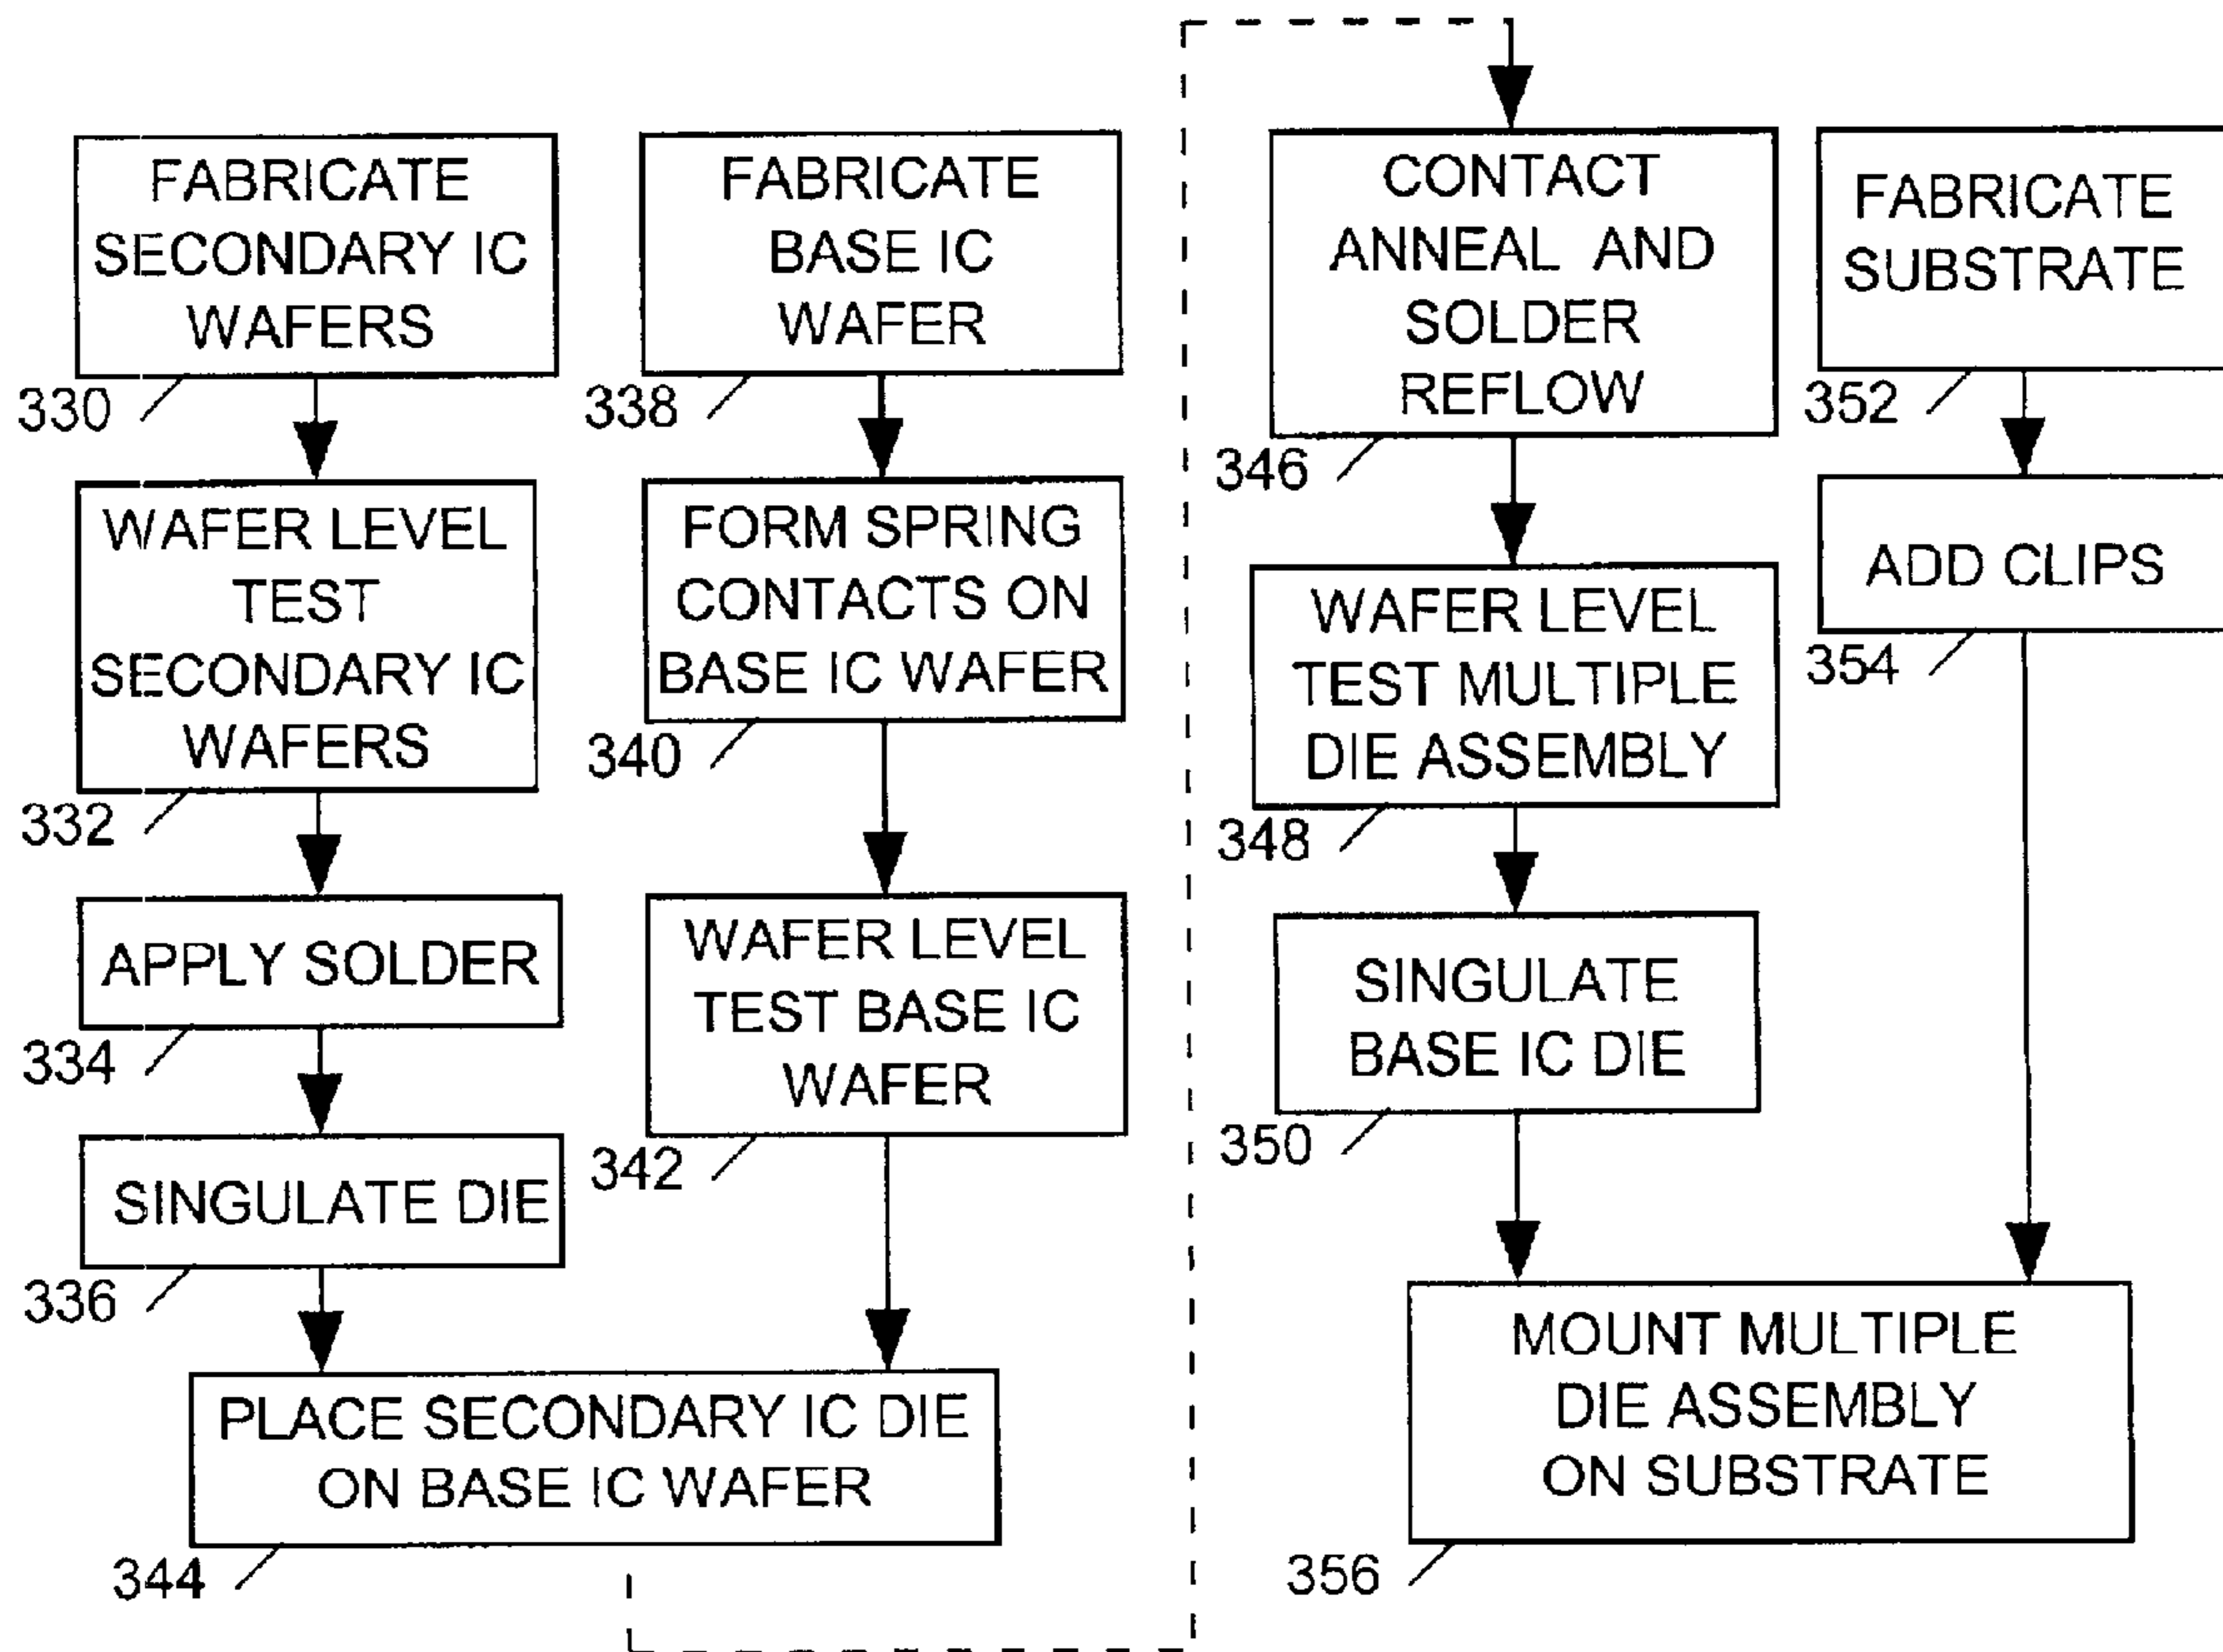 FABRICATE
SECONDARY IC
WAFERS
330
WAFER LEVEL
TEST
SECONDARY IC
WAFERS
332
APPLY SOLDER
334
SINGULATE DIE
336
FABRICATE
BASE IC
WAFER
338
FORM SPRING
CONTACTS ON
BASE IC WAFER
340
WAFER LEVEL
TEST BASE IC
WAFER
342
PLACE SECONDARY IC DIE
ON BASE IC WAFER
344
CONTACT
ANNEAL AND
SOLDER
REFLOW
346
WAFER LEVEL
TEST MULTIPLE
DIE ASSEMBLY
348
SINGULATE
BASE IC DIE
350
FABRICATE
SUBSTRATE
352
ADD CLIPS
354
MOUNT MULTIPLE
DIE ASSEMBLY
ON SUBSTRATE
356